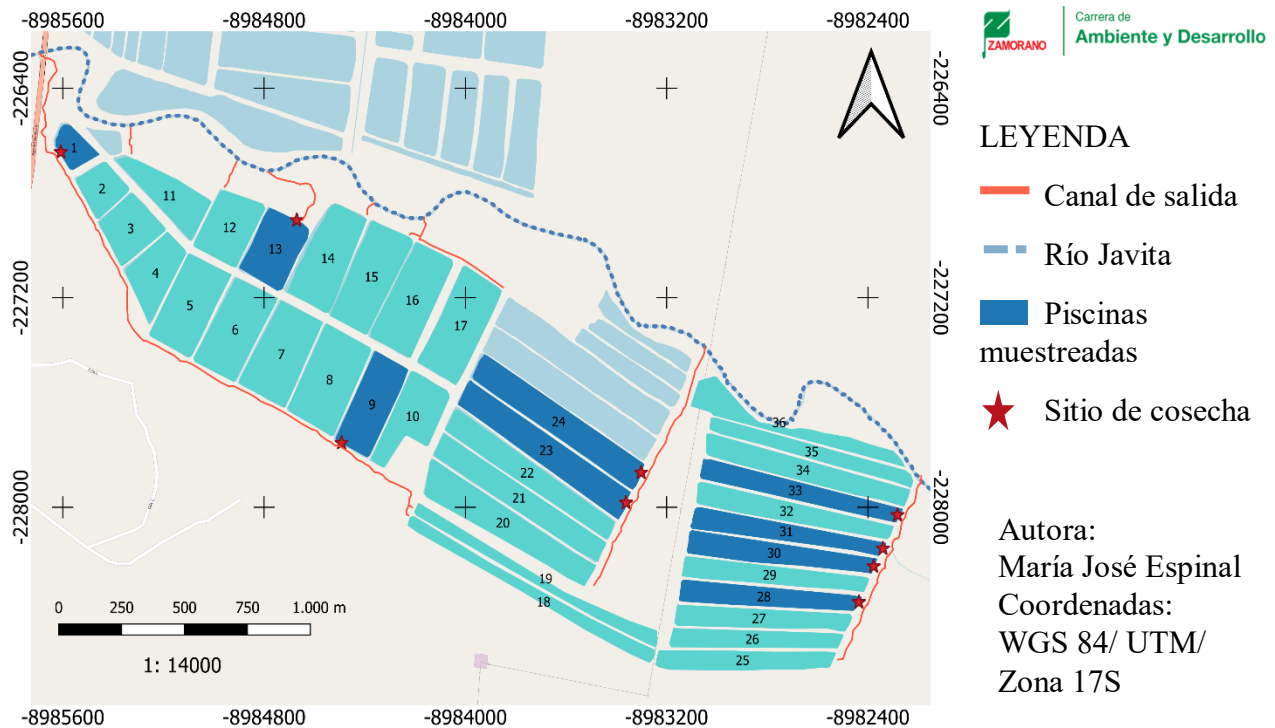 -8985600 -8984800 -8984000 -8983200 -8982400
-226400
-227200
-228000
-226400
-227200
-228000
1
2
3
4
5
6
7
8
9
10
11
12
13
14
15
16
17
24
23
22
21
20
19
18
36
35
34
33
32
31
30
29
28
27
26
25
0 250 500 750 1.000 m
1: 14000
-8985600 -8984800 -8984000 -8983200 -8982400
ZAMORANO
Carrera de
Ambiente y Desarrollo
LEYENDA
Canal de salida
Río Javita
Piscinas
muestreadas
Sitio de cosecha
Autora:
María José Espinal
Coordenadas:
WGS 84/ UTM/
Zona 17S